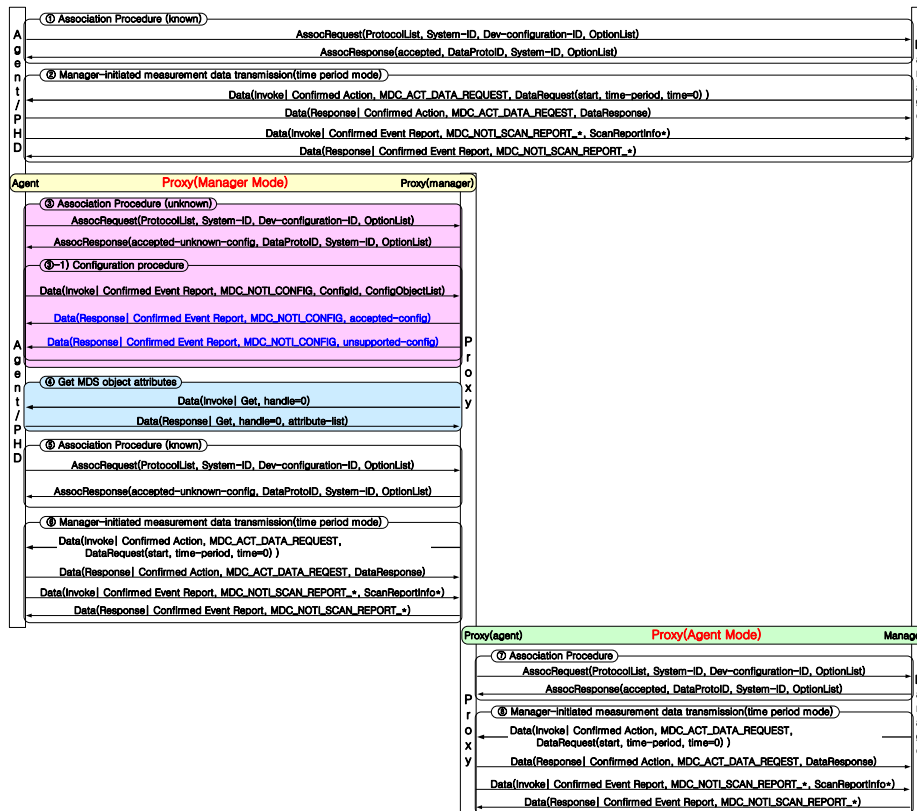 ① Association Procedure (known)
AssocRequest(ProtocolList, System-ID, Dev-configuration-ID, OptionList)
AssocResponse(accepted, DataProtoID, System-ID, OptionList)
Agent/PHD
② Manager-initiated measurement data transmission(time period mode)
Data(Invoke| Confirmed Action, MDC_ACT_DATA_REQUEST, DataRequest(start, time-period, time=0) )
Data(Response| Confirmed Action, MDC_ACT_DATA_REQEST, DataResponse)
Data(Invoke| Confirmed Event Report, MDC_NOTI_SCAN_REPORT_*, ScanReportInfo*)
Data(Response| Confirmed Event Report, MDC_NOTI_SCAN_REPORT_*)
Agent
Proxy(Manager Mode)
Proxy(manager)
③ Association Procedure (unknown)
AssocRequest(ProtocolList, System-ID, Dev-configuration-ID, OptionList)
AssocResponse(accepted-unknown-config, DataProtoID, System-ID, OptionList)
③-1) Configuration procedure
Data(Invoke| Confirmed Event Report, MDC_NOTI_CONFIG, ConfigId, ConfigObjectList)
Data(Response| Confirmed Event Report, MDC_NOTI_CONFIG, accepted-config)
Data(Response| Confirmed Event Report, MDC_NOTI_CONFIG, unsupported-config)
Agent/PHD
Proxy
④ Get MDS object attributes
Data(Invoke| Get, handle=0)
Data(Response| Get, handle=0, attribute-list)
⑤ Association Procedure (known)
AssocRequest(ProtocolList, System-ID, Dev-configuration-ID, OptionList)
AssocResponse(accepted-unknown-config, DataProtoID, System-ID, OptionList)
⑥ Manager-initiated measurement data transmission(time period mode)
Data(Invoke| Confirmed Action, MDC_ACT_DATA_REQUEST,
DataRequest(start, time-period, time=0) )
Data(Response| Confirmed Action, MDC_ACT_DATA_REQEST, DataResponse)
Data(Invoke| Confirmed Event Report, MDC_NOTI_SCAN_REPORT_*, ScanReportInfo*)
Data(Response| Confirmed Event Report, MDC_NOTI_SCAN_REPORT_*)
Proxy(agent)
Proxy(Agent Mode)
Manage
⑦ Association Procedure
AssocRequest(ProtocolList, System-ID, Dev-configuration-ID, OptionList)
AssocResponse(accepted, DataProtoID, System-ID, OptionList)
Proxy
⑧ Manager-initiated measurement data transmission(time period mode)
Data(Invoke| Confirmed Action, MDC_ACT_DATA_REQUEST,
DataRequest(start, time-period, time=0) )
Data(Response| Confirmed Action, MDC_ACT_DATA_REQEST, DataResponse)
Data(Invoke| Confirmed Event Report, MDC_NOTI_SCAN_REPORT_*, ScanReportInfo*)
Data(Response| Confirmed Event Report, MDC_NOTI_SCAN_REPORT_*)